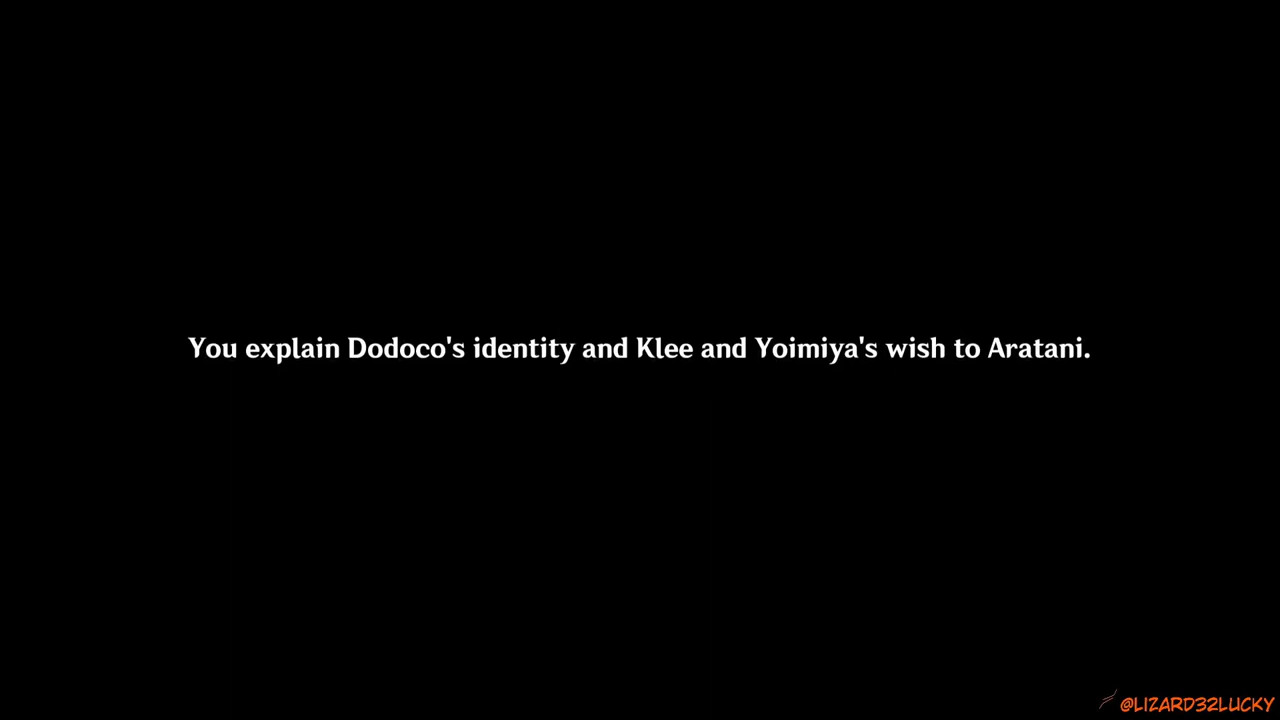 You explain Dodoco's identity and Klee and Yoimiya's wish to Aratani.
@LIZARD32LUCKY